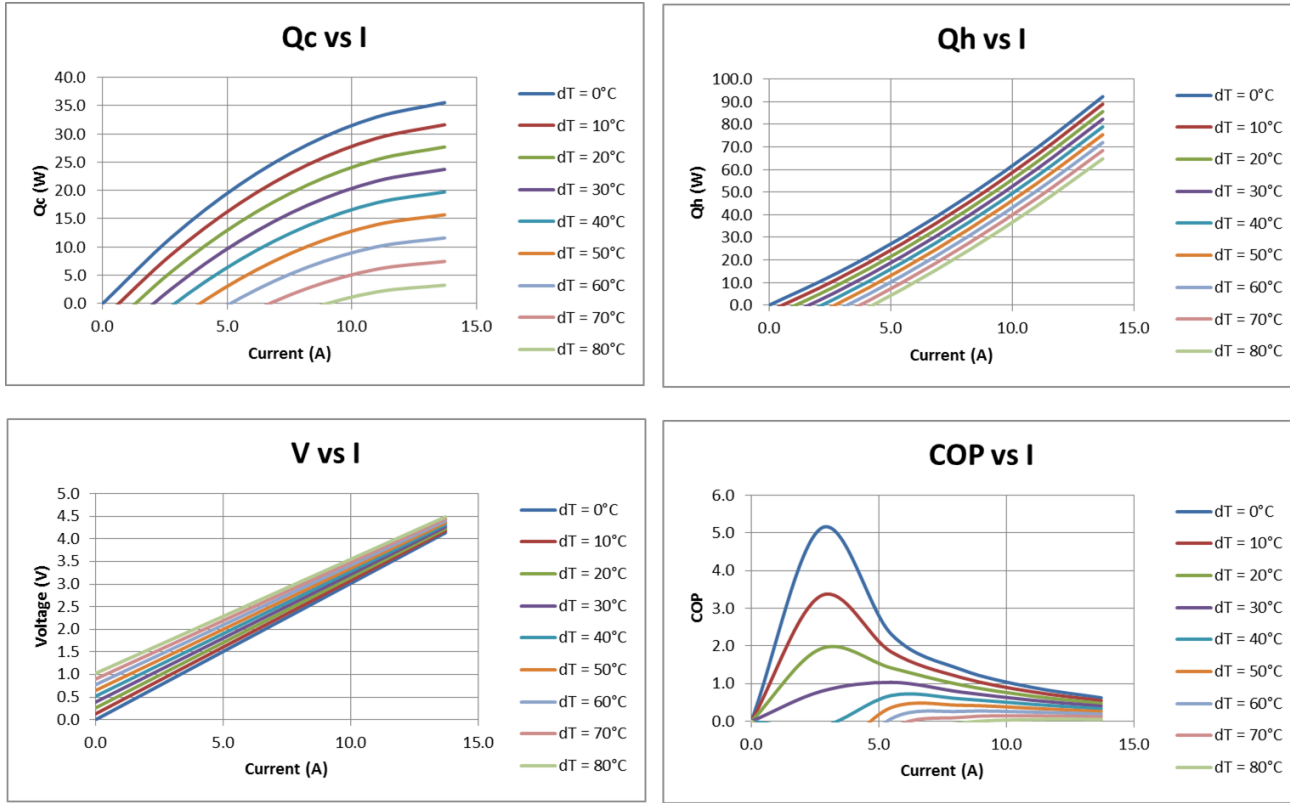 Qc vs I
Qc (W)
40.0
35.0
30.0
25.0
20.0
15.0
10.0
5.0
0.0
0.0 5.0 10.0 15.0
Current (A)
dT = 0°C
dT = 10°C
dT = 20°C
dT = 30°C
dT = 40°C
dT = 50°C
dT = 60°C
dT = 70°C
dT = 80°C
Qh vs I
Qh (W)
100.0
90.0
80.0
70.0
60.0
50.0
40.0
30.0
20.0
10.0
0.0
0.0 5.0 10.0 15.0
Current (A)
dT = 0°C
dT = 10°C
dT = 20°C
dT = 30°C
dT = 40°C
dT = 50°C
dT = 60°C
dT = 70°C
dT = 80°C
V vs I
Voltage (V)
5.0
4.5
4.0
3.5
3.0
2.5
2.0
1.5
1.0
0.5
0.0
0.0 5.0 10.0 15.0
Current (A)
dT = 0°C
dT = 10°C
dT = 20°C
dT = 30°C
dT = 40°C
dT = 50°C
dT = 60°C
dT = 70°C
dT = 80°C
COP vs I
COP
6.0
5.0
4.0
3.0
2.0
1.0
0.0
0.0 5.0 10.0 15.0
Current (A)
dT = 0°C
dT = 10°C
dT = 20°C
dT = 30°C
dT = 40°C
dT = 50°C
dT = 60°C
dT = 70°C
dT = 80°C